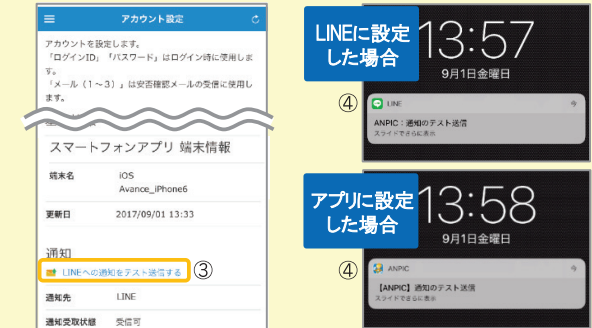 アカウント設定
アカウントを設定します。
「ログインID」「パスワード」はログイン時に使用しま
す。
「メール（1～3）」は安否確認メールの受信に使用し
ます。
スマートフォンアプリ 端末情報
端末名 iOS
Avance_iPhone6
更新日 2017/09/01 13:33
通知
LINEへの通知をテスト送信する ③
通知先 LINE
通知受取状態 受信可
LINEに設定
した場合
13:57
9月1日金曜日
④
LINE 今
ANPIC：通知のテスト送信
スライドでさらに表示
アプリに設定
した場合
13:58
9月1日金曜日
④
ANPIC 今
【ANPIC】通知のテスト送信
スライドでさらに表示